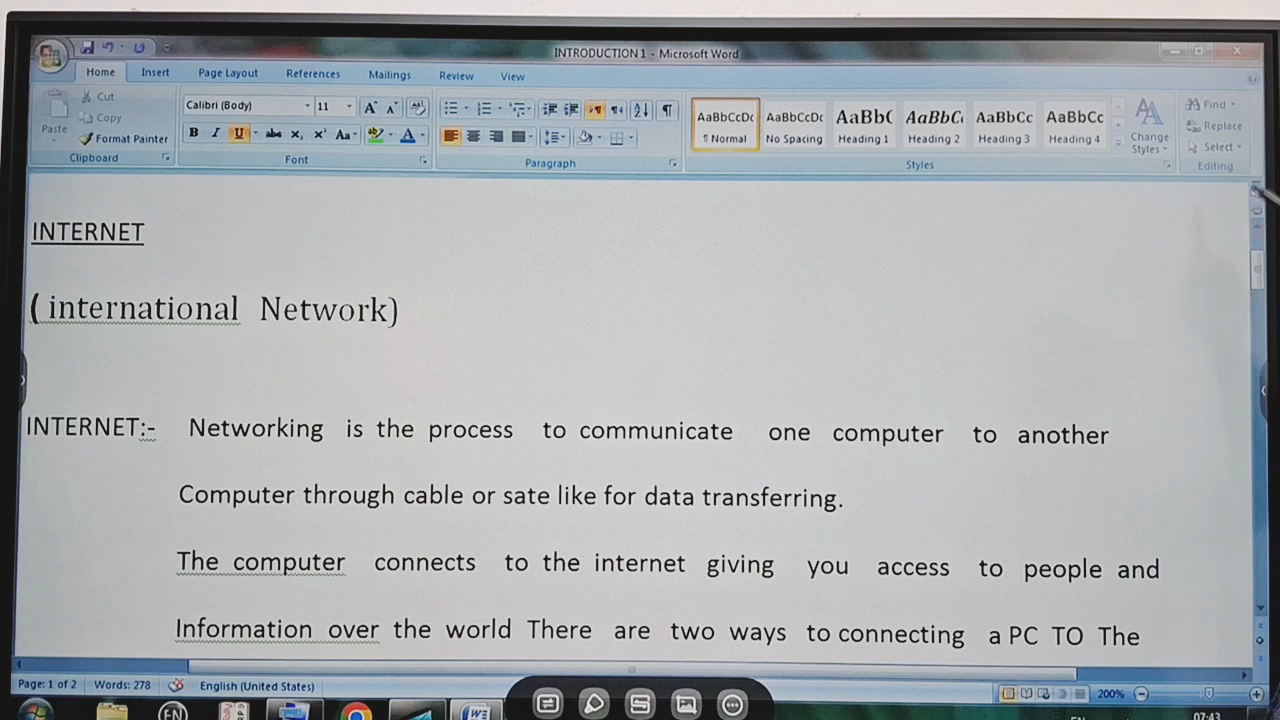 INTRODUCTION 1 - Microsoft Word
Home Insert Page Layout References Mailings Review View
Paste
Cut
Copy
Format Painter
Clipboard
Calibri (Body) 11
B I U abc Aa
Font
Paragraph
AaBbCcDc AaBbCcDc AaBbC AaBbC AaBbCc AaBbCc
¶ Normal No Spacing Heading 1 Heading 2 Heading 3 Heading 4
Change Styles
Styles
Find
Replace
Select
Editing
INTERNET
( international Network)
INTERNET:- Networking is the process to communicate one computer to another
Computer through cable or sate like for data transferring.
The computer connects to the internet giving you access to people and
Information over the world There are two ways to connecting a PC TO The
Page: 1 of 2 Words: 278 English (United States) 200%
EN
EN 07:43